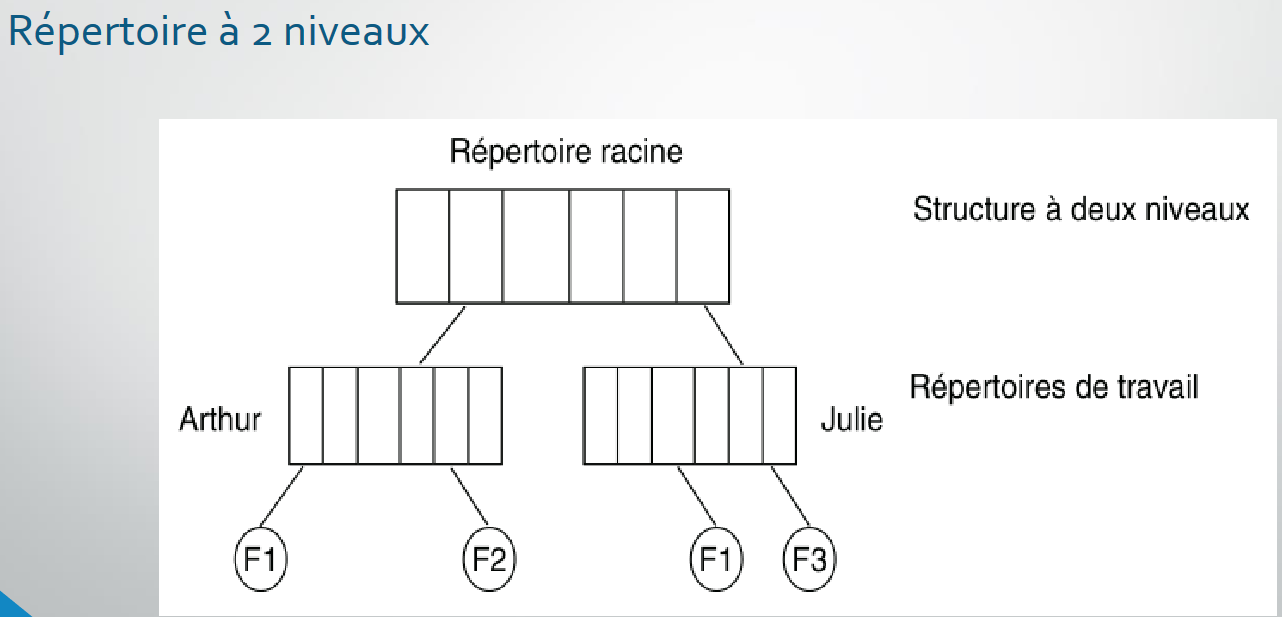 Répertoire à 2 niveaux
Répertoire racine
Structure à deux niveaux
Répertoires de travail
Arthur
Julie
F1
F2
F1
F3